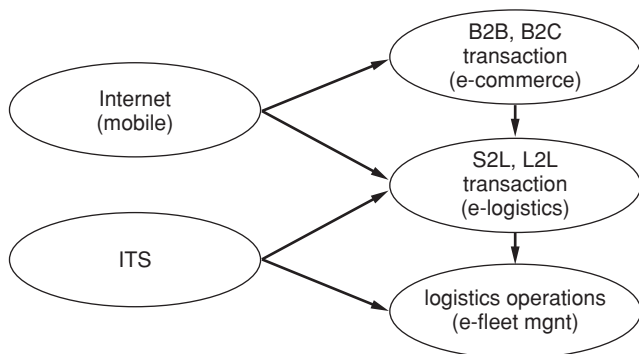 B2B, B2C
transaction
(e-commerce)
Internet
(mobile)
S2L, L2L
transaction
(e-logistics)
ITS
logistics operations
(e-fleet mgnt)